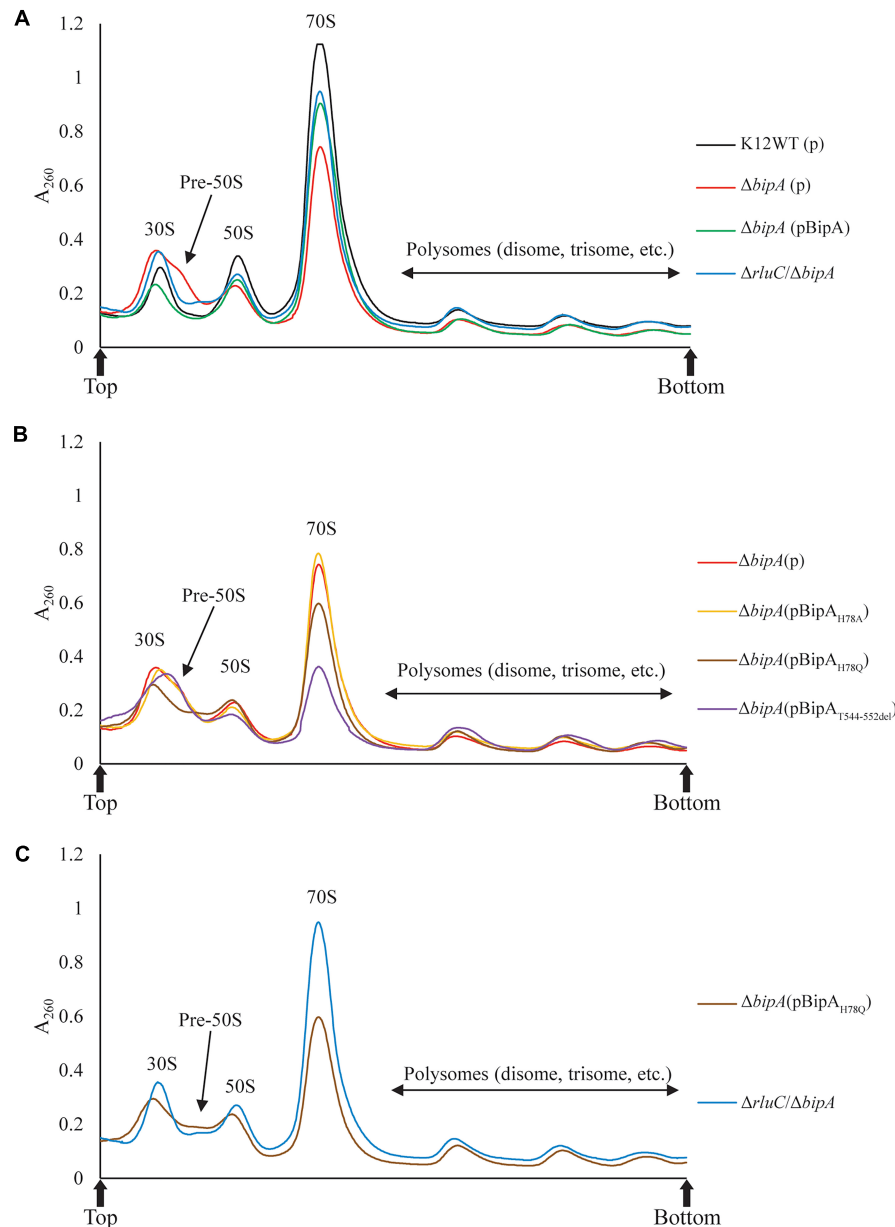 A
1.2
70S
1
K12WT (p)
0.8
ΔbipA (p)
A260
0.6
Pre-50S
ΔbipA (pBipA)
0.4
30S
50S
Polysomes (disome, trisome, etc.)
ΔrluC/ΔbipA
0.2
0
Top
Bottom
B
1.2
1
0.8
70S
ΔbipA(p)
A260
0.6
Pre-50S
ΔbipA(pBipAH78A)
30S
0.4
50S
Polysomes (disome, trisome, etc.)
ΔbipA(pBipAH78Q)
0.2
ΔbipA(pBipAT544-552del)
0
Top
Bottom
C
1.2
1
70S
0.8
ΔbipA(pBipAH78Q)
A260
0.6
Pre-50S
0.4
30S
50S
Polysomes (disome, trisome, etc.)
ΔrluC/ΔbipA
0.2
0
Top
Bottom